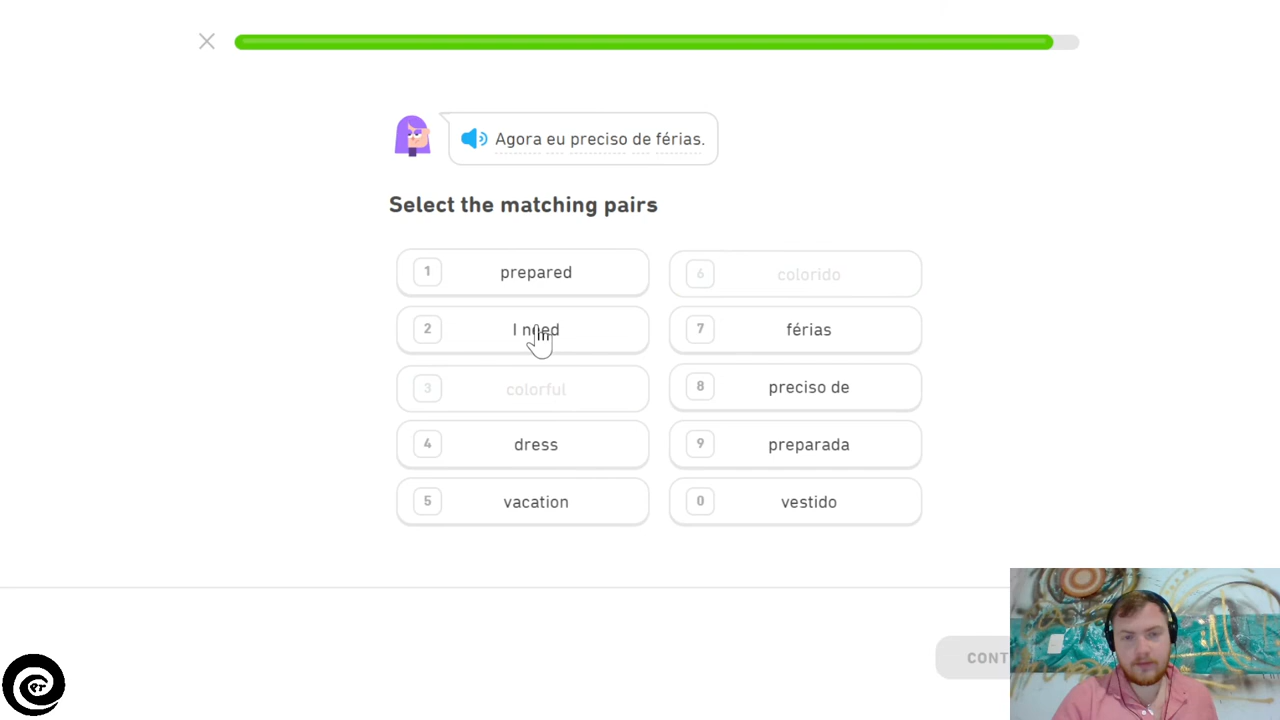 Agora eu preciso de férias.
Select the matching pairs
1 prepared
6 colorido
2 I need
7 férias
3 colorful
8 preciso de
4 dress
9 preparada
5 vacation
0 vestido
CONT